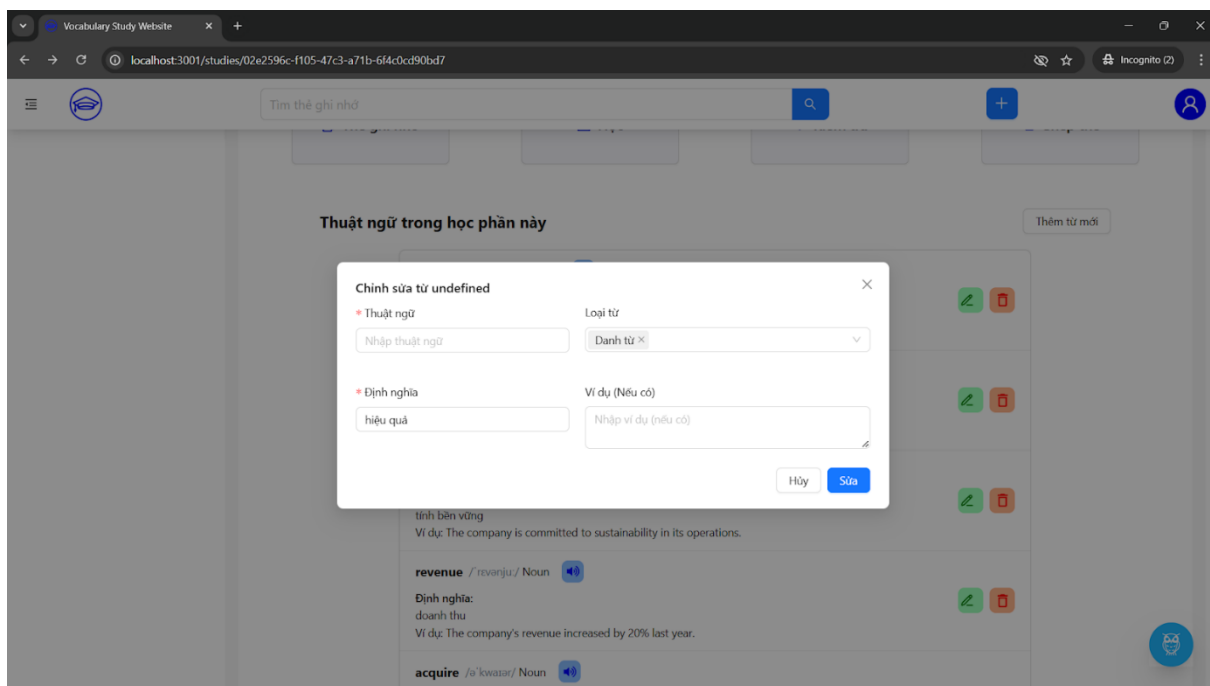 Vocabulary Study Website
localhost:3001/studies/02e2596c-f105-47c3-a71b-6f4c0cd90bd7
Incognito (2)
Tìm thẻ ghi nhớ
Thuật ngữ trong học phần này
Thêm từ mới
Chỉnh sửa từ undefined
* Thuật ngữ
Loại từ
Nhập thuật ngữ
Danh từ
* Định nghĩa
Ví dụ (Nếu có)
hiệu quả
Nhập ví dụ (nếu có)
Hủy
Sửa
tính bền vững
Ví dụ: The company is committed to sustainability in its operations.
revenue /ˈrɛvənjuː/ Noun
Định nghĩa:
doanh thu
Ví dụ: The company's revenue increased by 20% last year.
acquire /əˈkwaɪər/ Noun